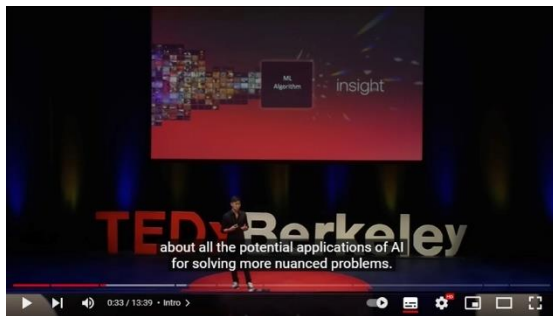 ML
Algorithm
insight
TEDxBerkeley
about all the potential applications of AI
for solving more nuanced problems.
0:33 / 13:39 • Intro
HD